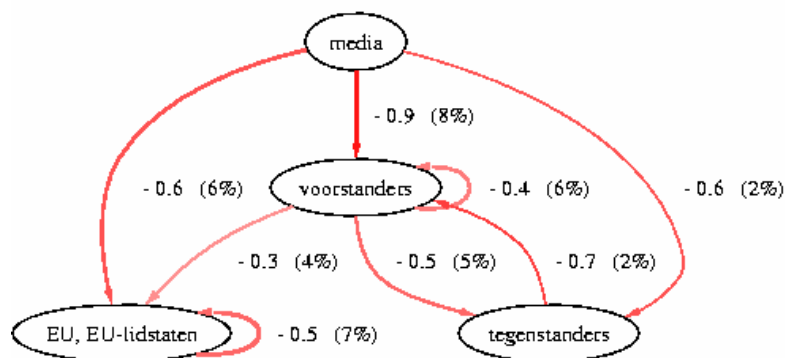 media
- 0.9 (8%)
- 0.6 (6%)
voorstanders
- 0.4 (6%)
- 0.6 (2%)
- 0.3 (4%)
- 0.5 (5%)
- 0.7 (2%)
EU, EU-lidstaten
- 0.5 (7%)
tegenstanders